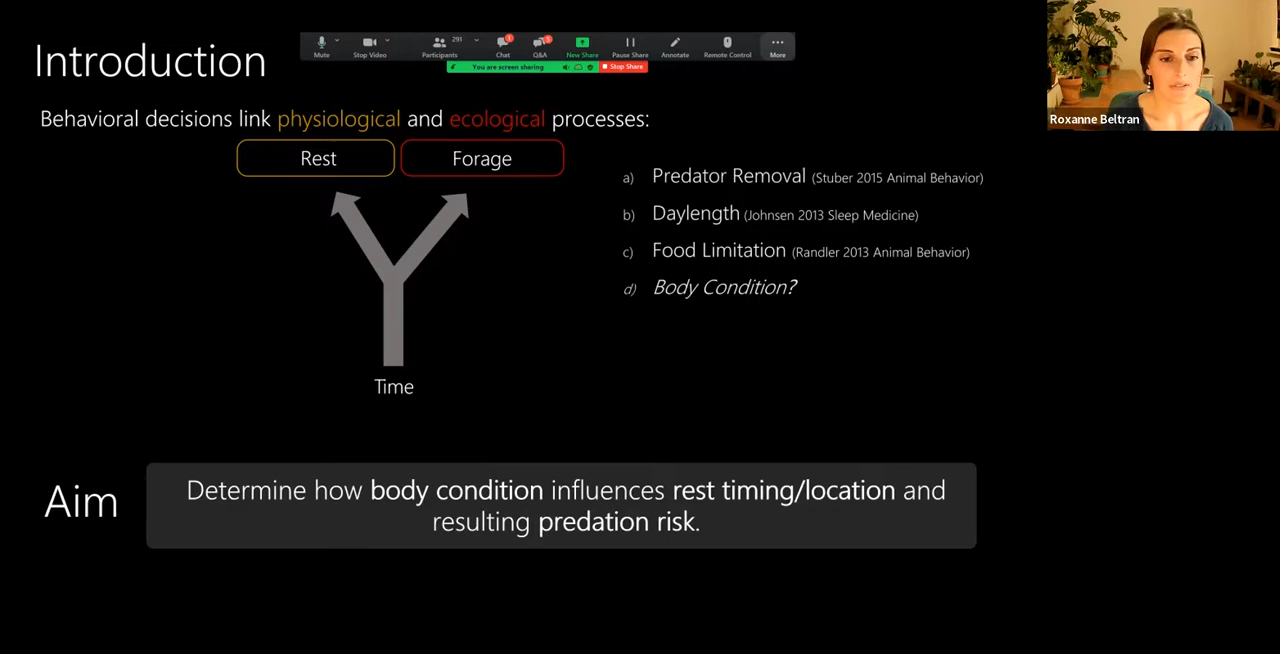 Introduction
Mute
Stop Video
291
Participants
1
Chat
5
Q&A
New Share
Pause Share
Annotate
Remote Control
More
You are screen sharing
Stop Share
Roxanne Beltran
Behavioral decisions link physiological and ecological processes:
Rest
Forage
Time
a) Predator Removal (Stuber 2015 Animal Behavior)
b) Daylength (Johnsen 2013 Sleep Medicine)
c) Food Limitation (Randler 2013 Animal Behavior)
d) Body Condition?
Aim
Determine how body condition influences rest timing/location and
resulting predation risk.